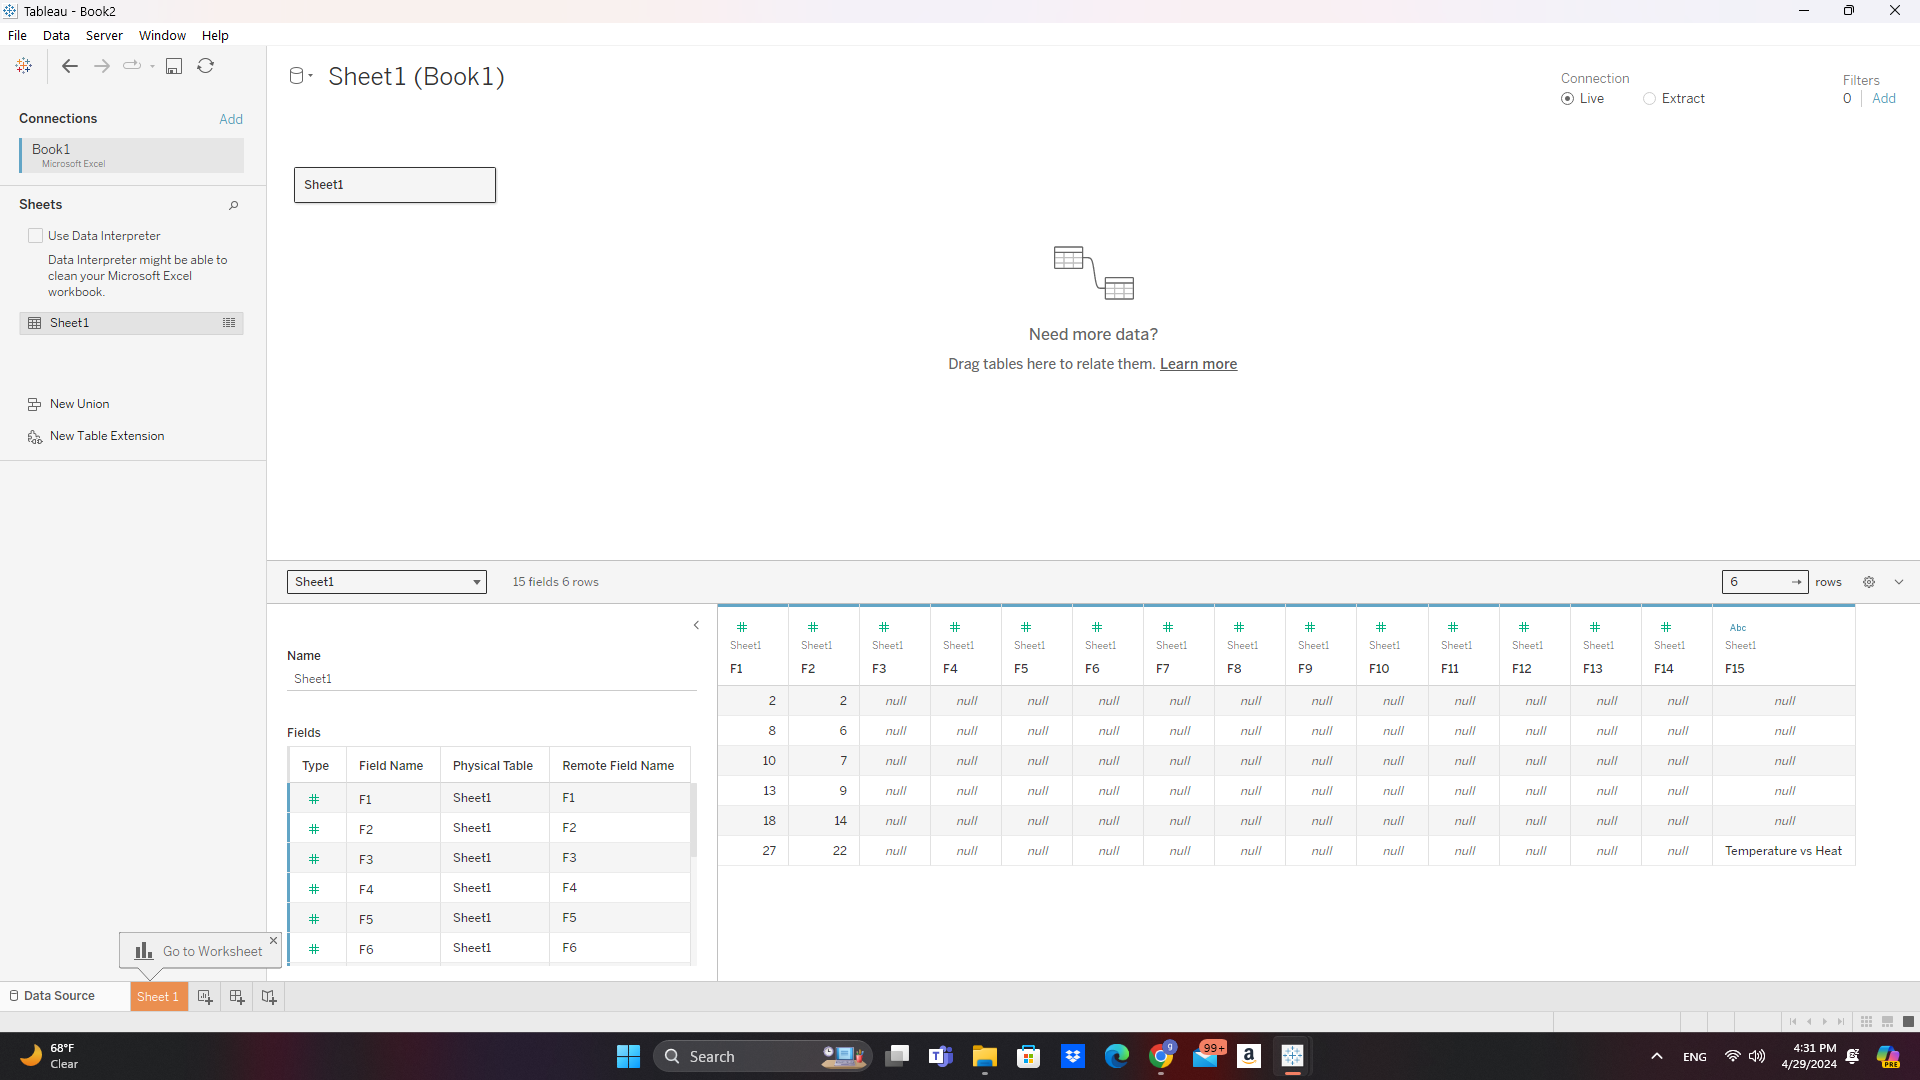 Tableau - Book2
File Data Server Window Help
Connections Add
Book1
Microsoft Excel
Sheets
Use Data Interpreter
Data Interpreter might be able to
clean your Microsoft Excel
workbook.
Sheet1
New Union
New Table Extension
Sheet1 (Book1)
Connection
Live Extract
Filters
0 Add
Sheet1
Need more data?
Drag tables here to relate them. Learn more
Sheet1 15 fields 6 rows 6 → rows
Name
Sheet1
Fields
Type Field Name Physical Table Remote Field Name
# F1 Sheet1 F1
# F2 Sheet1 F2
# F3 Sheet1 F3
# F4 Sheet1 F4
# F5 Sheet1 F5
# F6 Sheet1 F6
# # # # # # # # # # # # # # Abc
Sheet1 Sheet1 Sheet1 Sheet1 Sheet1 Sheet1 Sheet1 Sheet1 Sheet1 Sheet1 Sheet1 Sheet1 Sheet1 Sheet1 Sheet1
F1 F2 F3 F4 F5 F6 F7 F8 F9 F10 F11 F12 F13 F14 F15
2 2 null null null null null null null null null null null null null
8 6 null null null null null null null null null null null null null
10 7 null null null null null null null null null null null null null
13 9 null null null null null null null null null null null null null
18 14 null null null null null null null null null null null null null
27 22 null null null null null null null null null null null null Temperature vs Heat
Go to Worksheet
Data Source Sheet 1
68°F
Clear
Search
99+
9
ENG
4:31 PM
4/29/2024
PRE